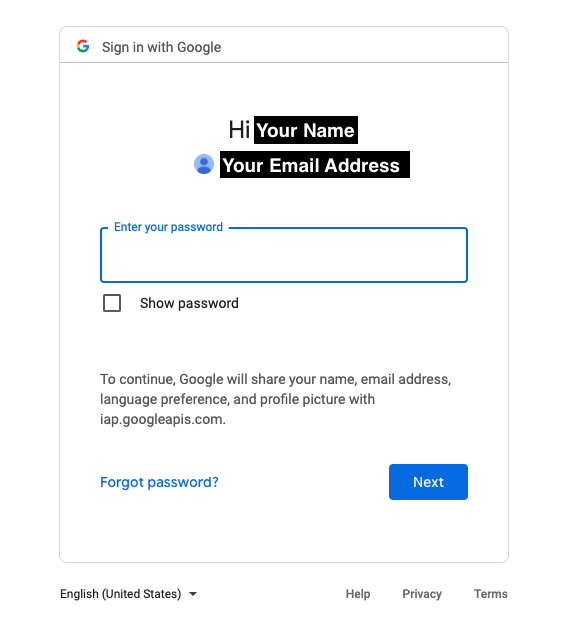 Sign in with Google
Hi Your Name
Your Email Address
Enter your password
Show password
To continue, Google will share your name, email address,
language preference, and profile picture with
iap.googleapis.com.
Forgot password?
Next
English (United States)
Help Privacy Terms